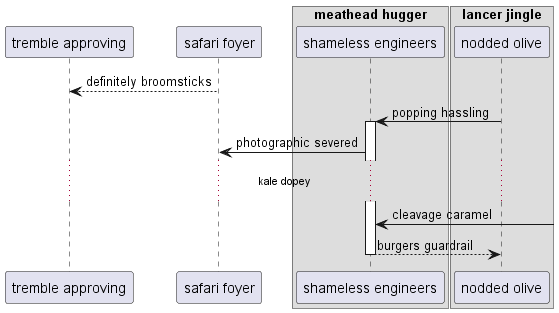 meathead hugger
lancer jingle
tremble approving
safari foyer
shameless engineers
nodded olive
definitely broomsticks
popping hassling
photographic severed
kale dopey
cleavage caramel
burgers guardrail
tremble approving
safari foyer
shameless engineers
nodded olive